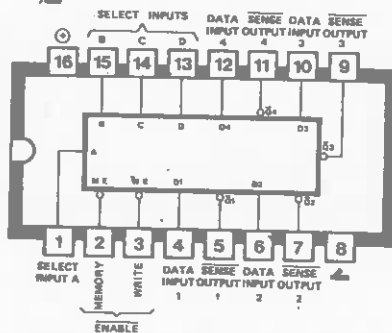 SELECT INPUTS
B C D
DATA INPUT 4
SENSE OUTPUT 4
DATA INPUT 3
SENSE OUTPUT 3
16 15 14 13 12 11 10 9
B C D D4 D3
A
M E W E D1 D2
1 2 3 4 5 6 7 8
SELECT INPUT A
MEMORY
WRITE
ENABLE
DATA INPUT 1
SENSE OUTPUT 1
DATA INPUT 2
SENSE OUTPUT 2